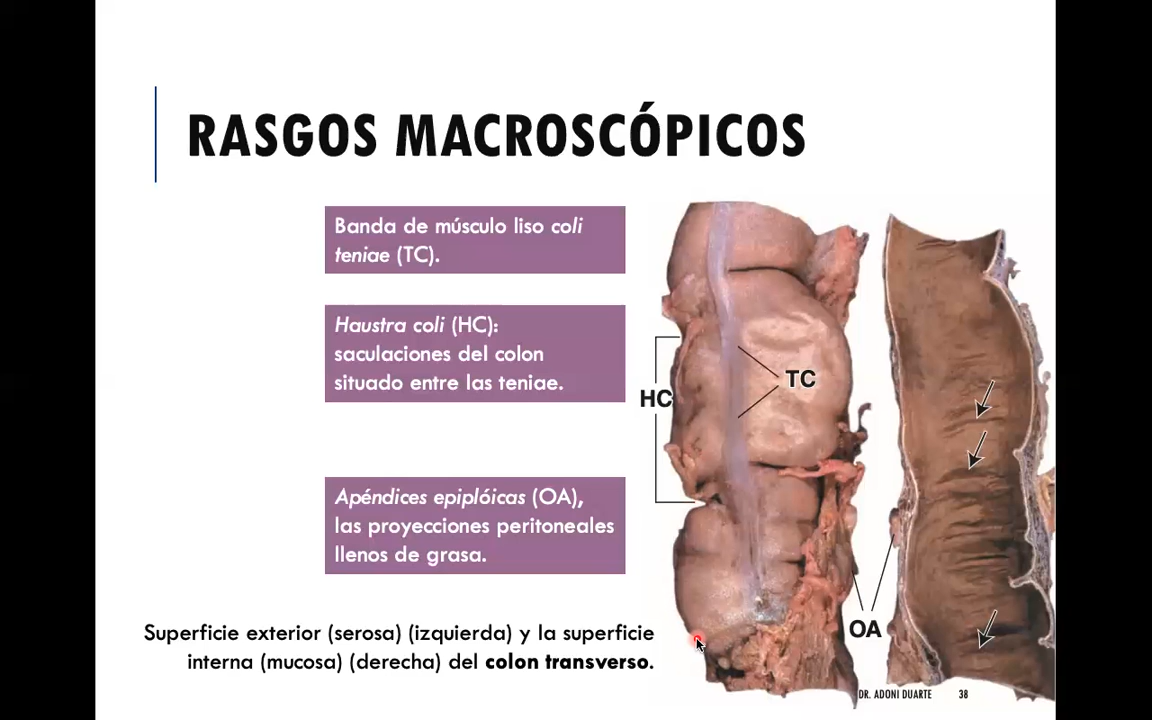 RASGOS MACROSCÓPICOS
Banda de músculo liso coli
teniae (TC).
Haustra coli (HC):
saculaciones del colon
situado entre las teniae.
Apéndices epiplóicas (OA),
las proyecciones peritoneales
llenos de grasa.
Superficie exterior (serosa) (izquierda) y la superficie
interna (mucosa) (derecha) del colon transverso.
TC
HC
OA
DR. ADONI DUARTE 38